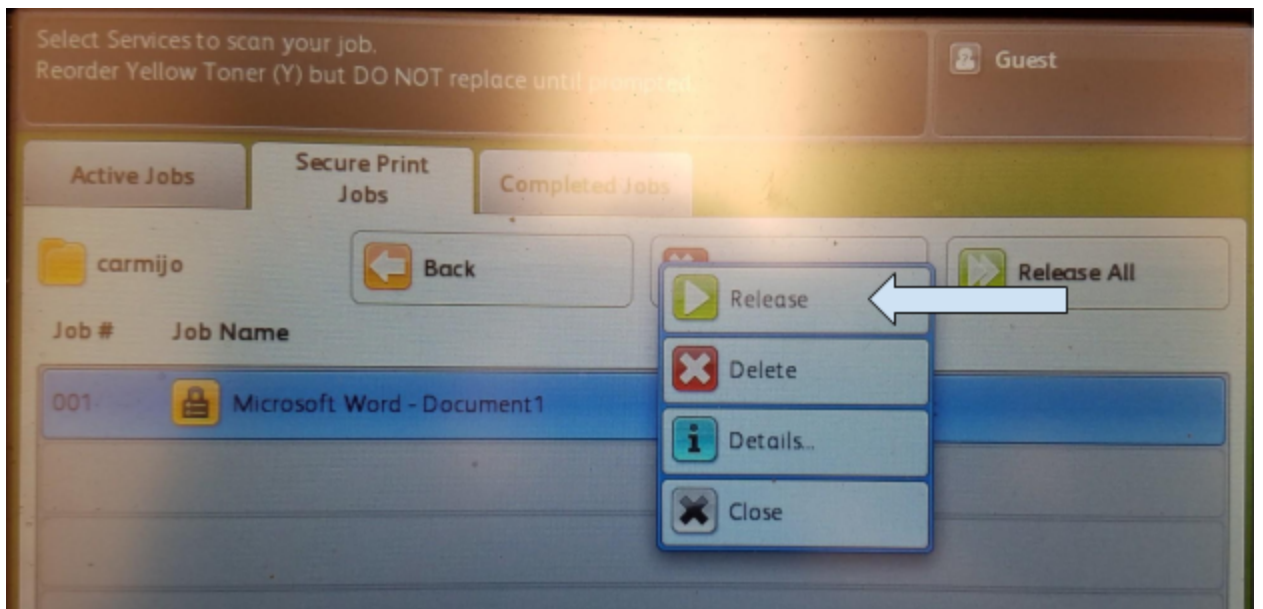 Select Services to scan your job.
Reorder Yellow Toner (Y) but DO NOT replace until prompted.
Guest
Active Jobs
Secure Print
Jobs
Completed Jobs
carmijo
Back
Release All
Job #
Job Name
001
Microsoft Word - Document1
Release
Delete
Details...
Close